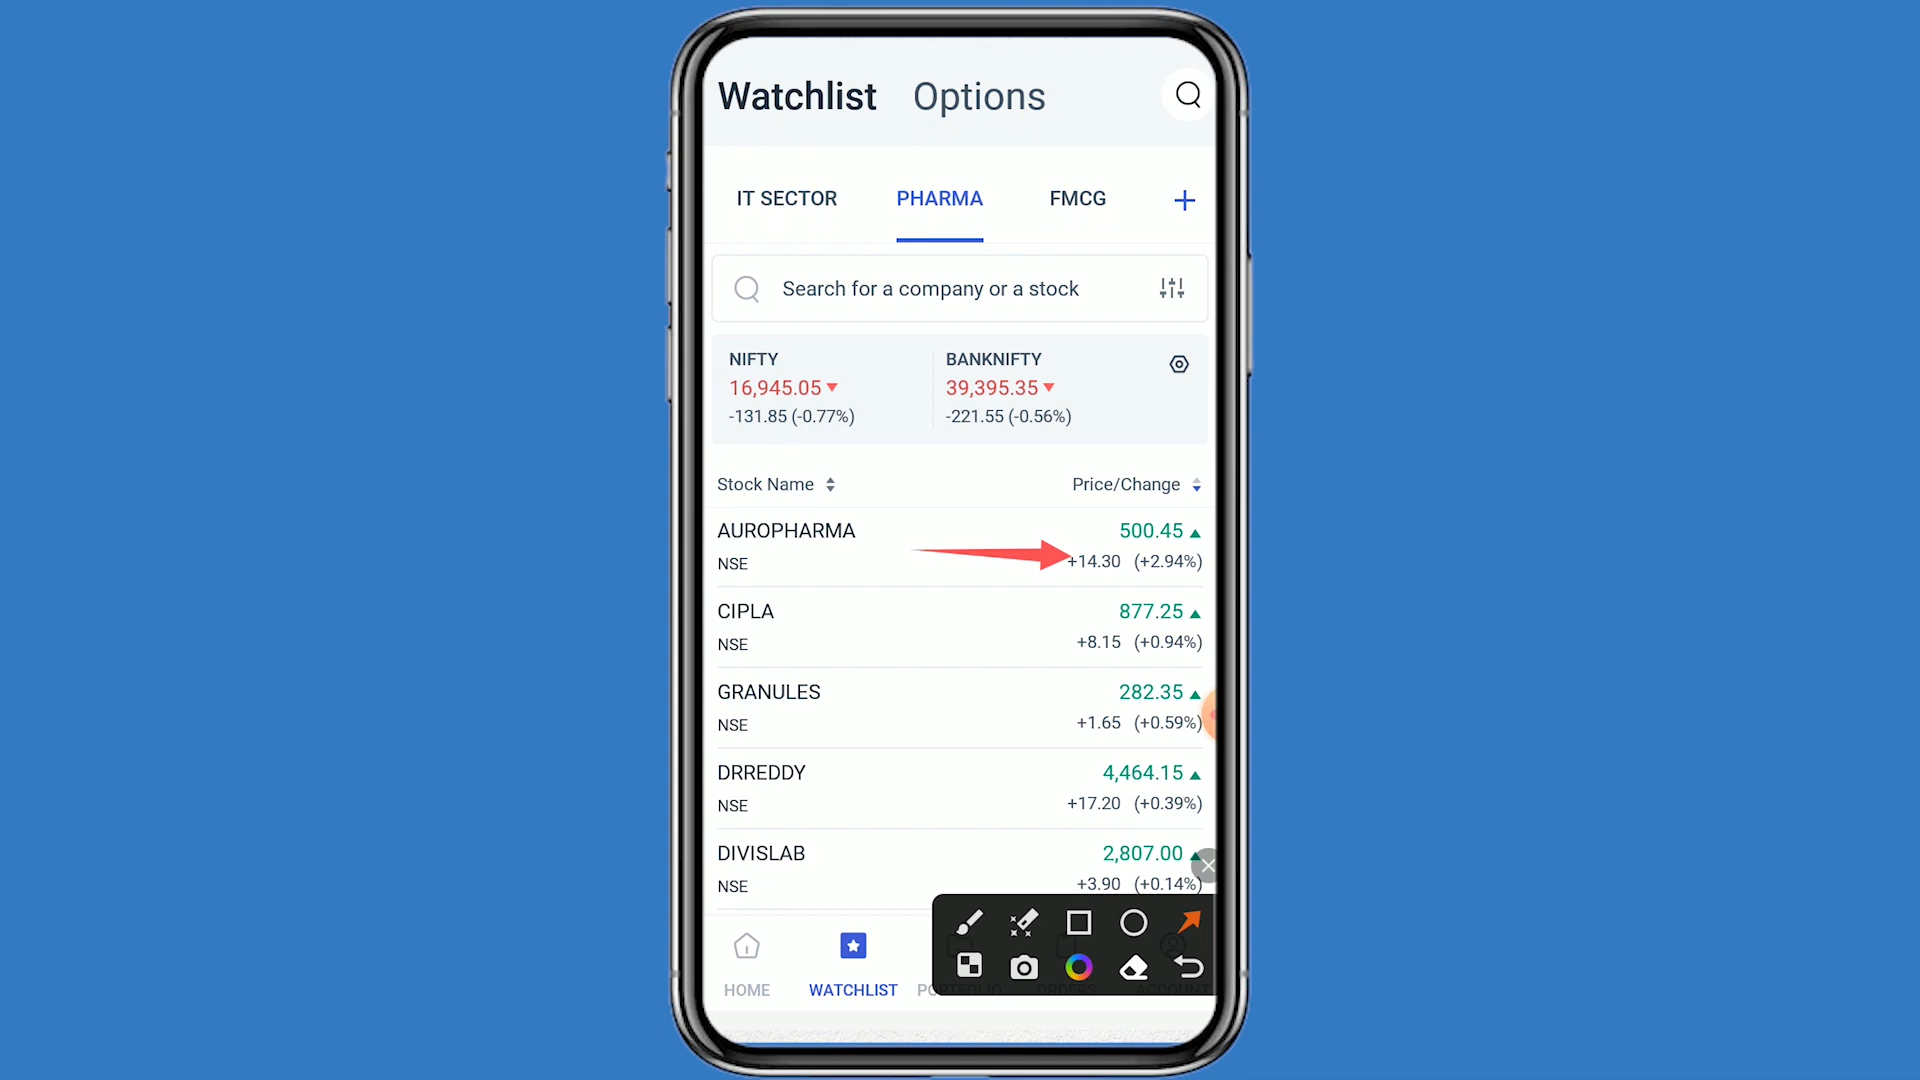 Watchlist Options
IT SECTOR PHARMA FMCG
Search for a company or a stock
NIFTY BANKNIFTY
16,945.05 39,395.35
-131.85 (-0.77%) -221.55 (-0.56%)
Stock Name Price/Change
AUROPHARMA 500.45
NSE +14.30 (+2.94%)
CIPLA 877.25
NSE +8.15 (+0.94%)
GRANULES 282.35
NSE +1.65 (+0.59%)
DRREDDY 4,464.15
NSE +17.20 (+0.39%)
DIVISLAB 2,807.00
NSE +3.90 (+0.14%)
HOME WATCHLIST PORTFOLIO ORDERS ACCOUNT